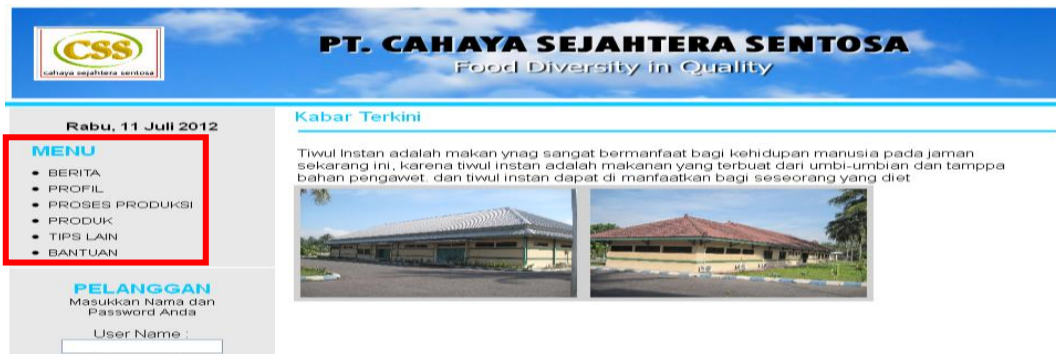 CSS
cahaya sejahtera sentosa
PT. CAHAYA SEJAHTERA SENTOSA
Food Diversity in Quality
Rabu, 11 Juli 2012
MENU
• BERITA
• PROFIL
• PROSES PRODUKSI
• PRODUK
• TIPS LAIN
• BANTUAN
PELANGGAN
Masukkan Nama dan
Password Anda
User Name :
Kabar Terkini
Tiwul Instan adalah makan ynag sangat bermanfaat bagi kehidupan manusia pada jaman
sekarang ini, karena tiwul instan adalah makanan yang terbuat dari umbi-umbian dan tamppa
bahan pengawet. dan tiwul instan dapat di manfaatkan bagi seseorang yang diet